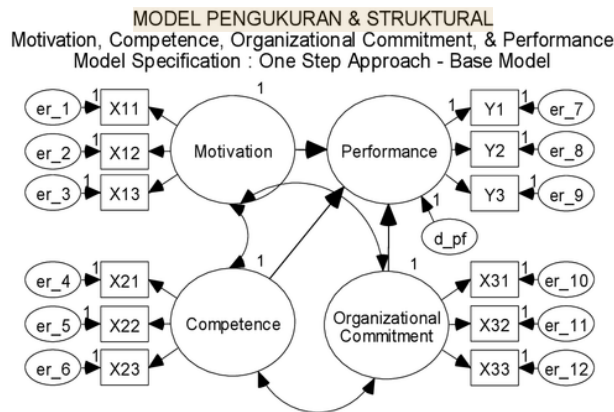 MODEL PENGUKURAN & STRUKTURAL
Motivation, Competence, Organizational Commitment, & Performance
Model Specification : One Step Approach - Base Model
er_1 1 X11
er_2 1 X12
er_3 1 X13
1
Motivation
Performance
1 Y1 1 er_7
Y2 1 er_8
Y3 1 er_9
1
d_pf
er_4 1 X21
er_5 1 X22
er_6 1 X23
1
Competence
1
Organizational
Commitment
X31 1 er_10
X32 1 er_11
X33 1 er_12